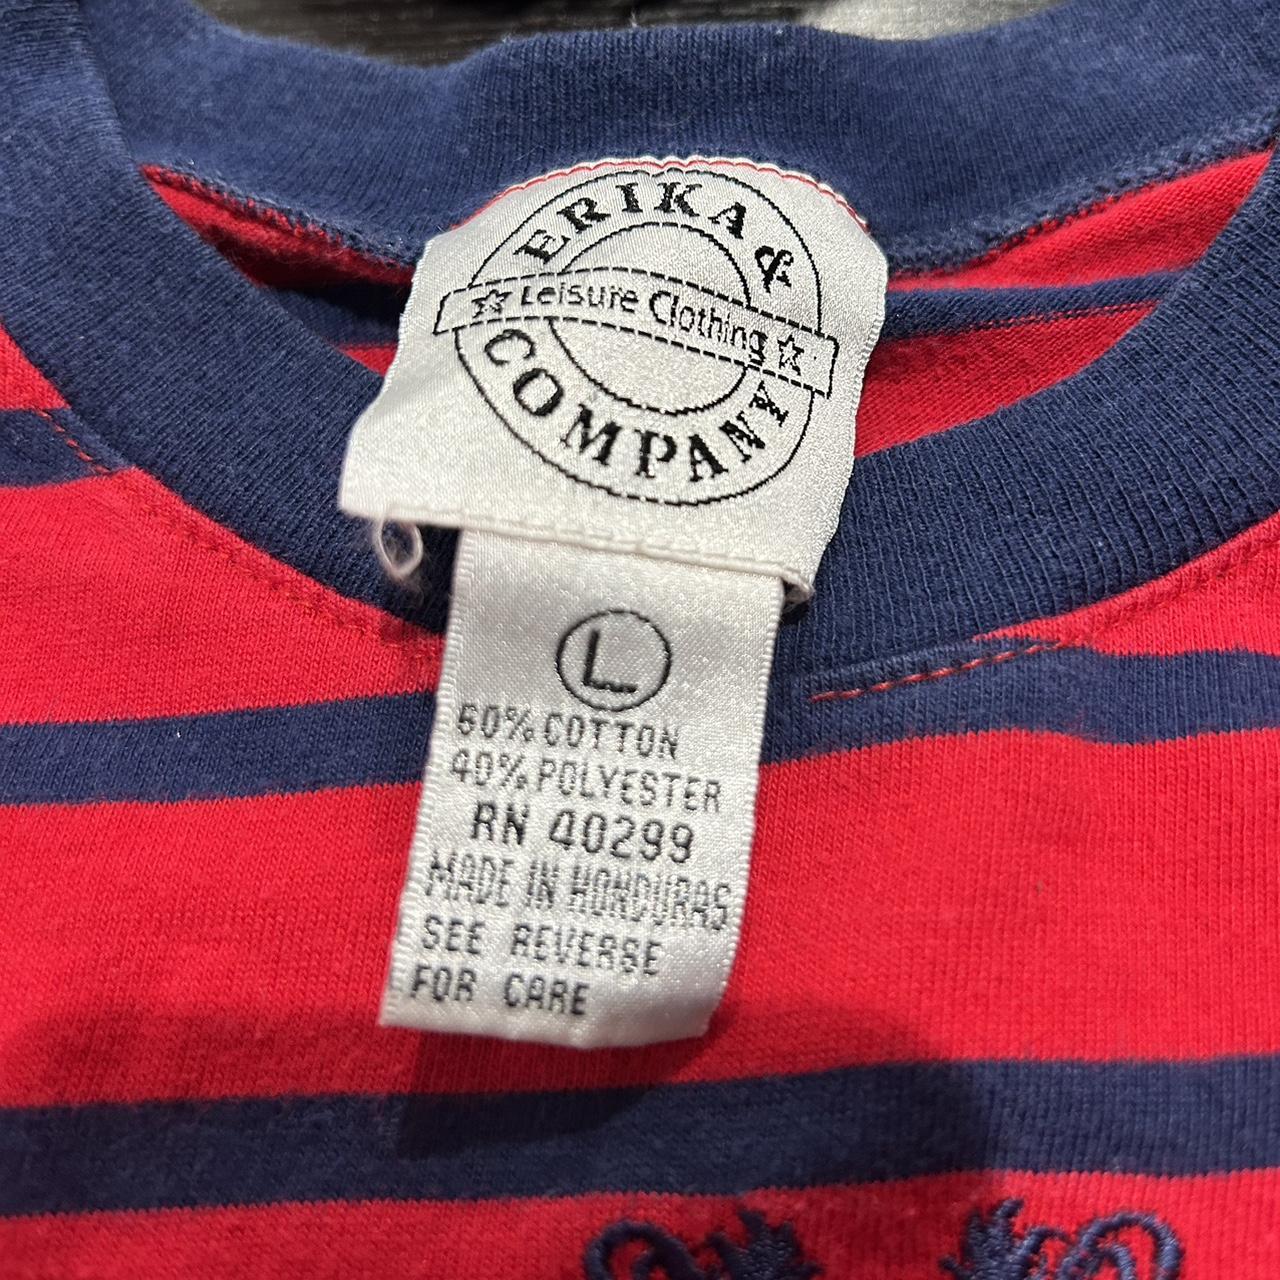 ERIKA &
☆ Leisure Clothing ☆
COMPANY
L
60% COTTON
40% POLYESTER
RN 40299
MADE IN HONDURAS
SEE REVERSE
FOR CARE